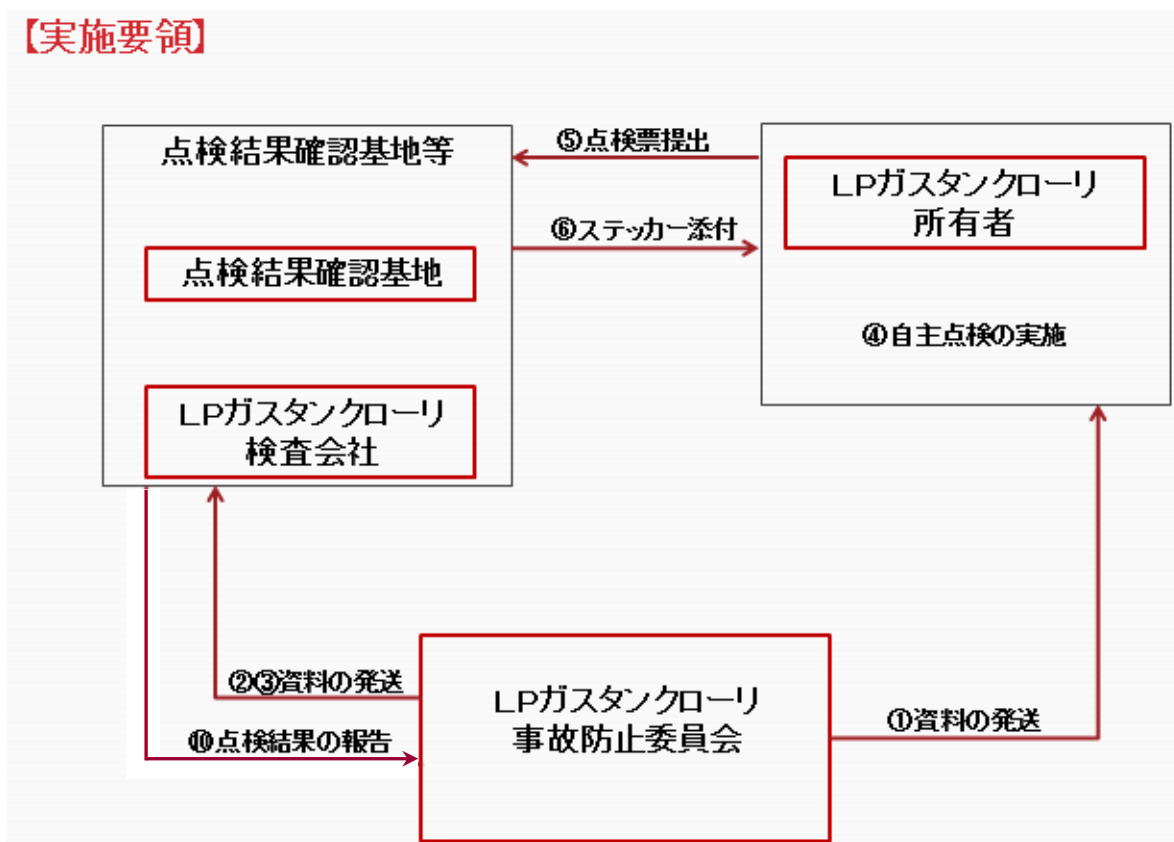 【実施要領】
点検結果確認基地等
⑤点検票提出
LPガスタンクローリ
所有者
⑥ステッカー添付
点検結果確認基地
④自主点検の実施
LPガスタンクローリ
検査会社
②③資料の発送
LPガスタンクローリ
事故防止委員会
①資料の発送
⑩点検結果の報告